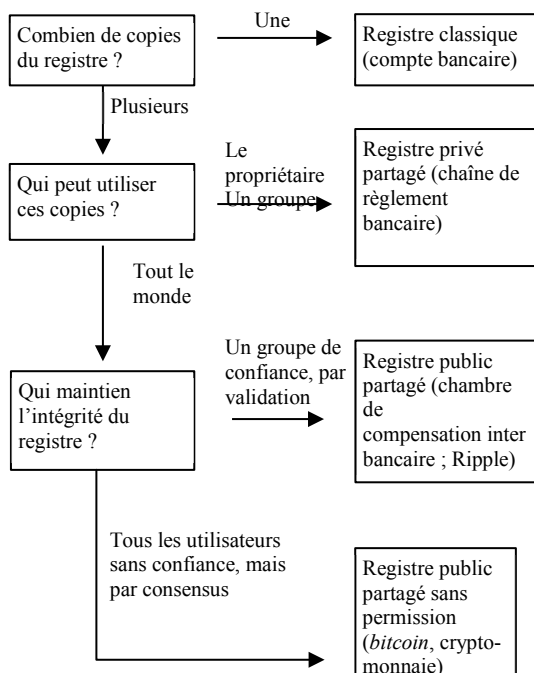 Combien de copies
du registre ?
Une
Registre classique
(compte bancaire)
Plusieurs
Qui peut utiliser
ces copies ?
Le
propriétaire
Un groupe
Registre privé
partagé (chaîne de
règlement
bancaire)
Tout le
monde
Qui maintien
l'intégrité du
registre ?
Un groupe de
confiance, par
validation
Registre public
partagé (chambre
de
compensation inter
bancaire ; Ripple)
Tous les utilisateurs
sans confiance, mais
par consensus
Registre public
partagé sans
permission
(bitcoin, crypto-
monnaie)